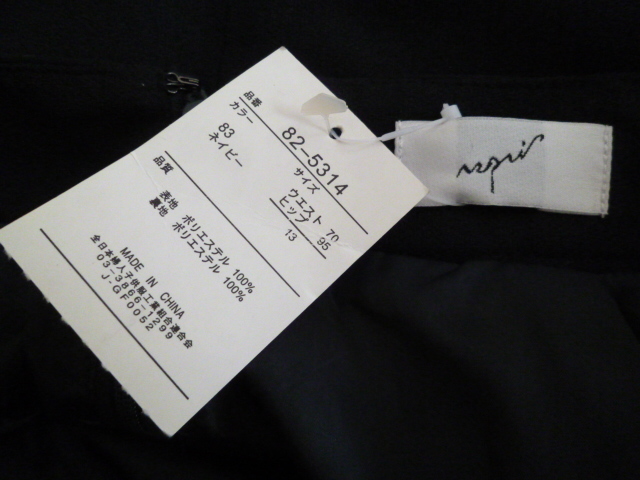 品番
82-5314
カラー
サイズ
83
ネイビー
ウエスト 70
ヒップ 95
13
品質
表地 ポリエステル 100%
裏地 ポリエステル 100%
MADE IN CHINA
全日本婦人子供服工業組合連合会
03-3866-1299
J:GF0052